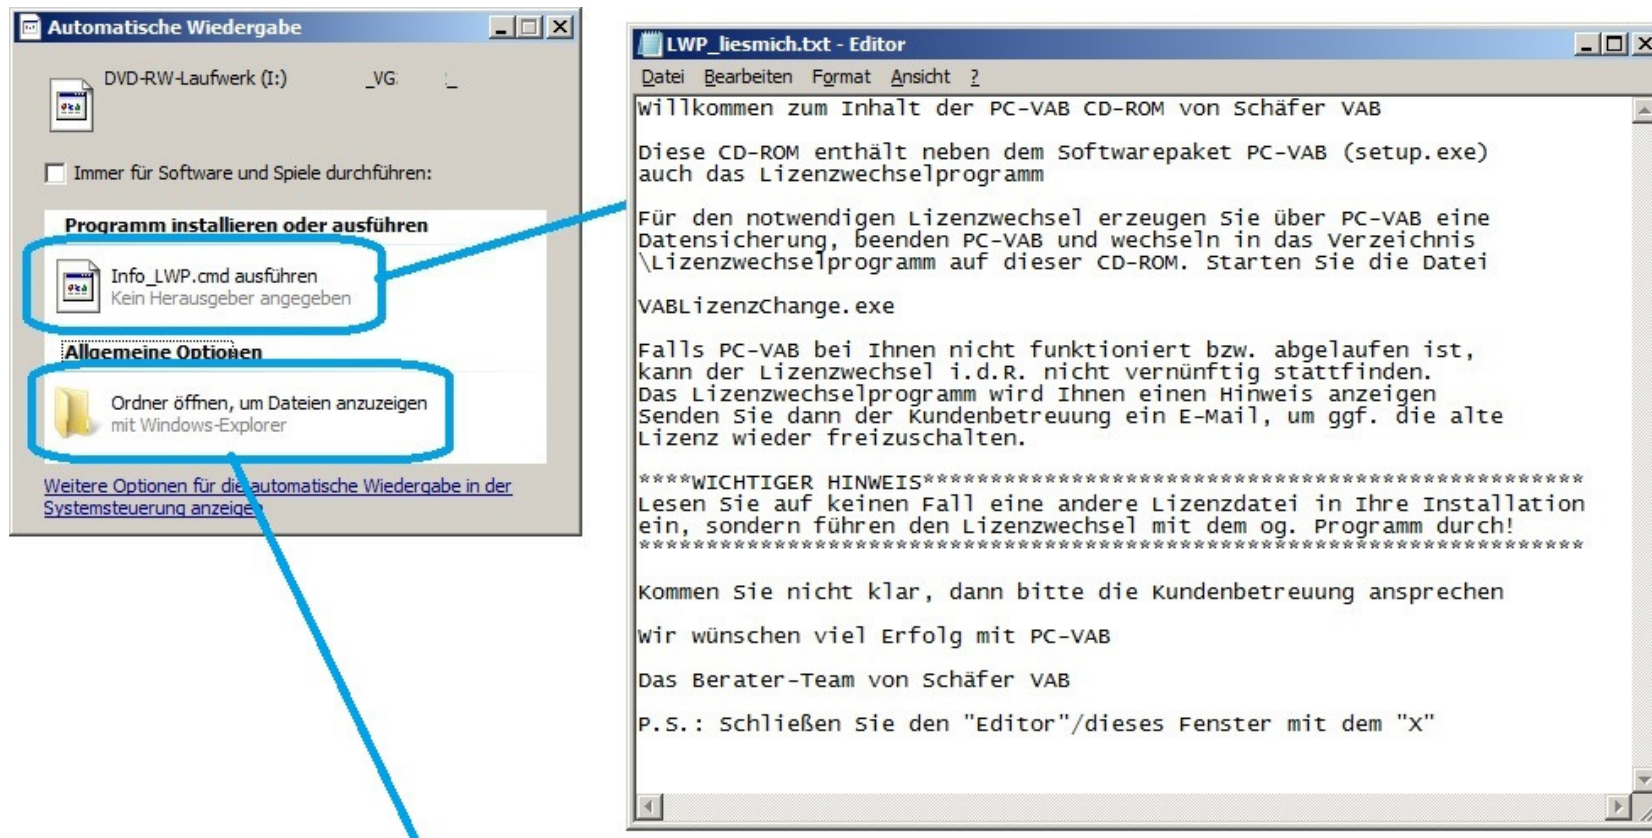 Automatische Wiedergabe
DVD-RW-Laufwerk (I:) _VG
Immer für Software und Spiele durchführen:
Programm installieren oder ausführen
Info_LWP.cmd ausführen
Kein Herausgeber angegeben
Allgemeine Optionen
Ordner öffnen, um Dateien anzuzeigen
mit Windows-Explorer
Weitere Optionen für die automatische Wiedergabe in der
Systemsteuerung anzeigen
LWP_liesmich.txt - Editor
Datei Bearbeiten Format Ansicht ?
Willkommen zum Inhalt der PC-VAB CD-ROM von Schäfer VAB
Diese CD-ROM enthält neben dem Softwarepaket PC-VAB (setup.exe)
auch das Lizenzwechselprogramm
Für den notwendigen Lizenzwechsel erzeugen Sie über PC-VAB eine
Datensicherung, beenden PC-VAB und wechseln in das Verzeichnis
\Lizenzwechselprogramm auf dieser CD-ROM. Starten Sie die Datei
VABLizenzChange.exe
Falls PC-VAB bei Ihnen nicht funktioniert bzw. abgelaufen ist,
kann der Lizenzwechsel i.d.R. nicht vernünftig stattfinden.
Das Lizenzwechselprogramm wird Ihnen einen Hinweis anzeigen
Senden Sie dann der Kundenbetreuung ein E-Mail, um ggf. die alte
Lizenz wieder freizuschalten.
****WICHTIGER HINWEIS*************************************************
Lesen Sie auf keinen Fall eine andere Lizenzdatei in Ihre Installation
ein, sondern führen den Lizenzwechsel mit dem og. Programm durch!
**********************************************************************
Kommen Sie nicht klar, dann bitte die Kundenbetreuung ansprechen
Wir wünschen viel Erfolg mit PC-VAB
Das Berater-Team von Schäfer VAB
P.S.: Schließen Sie den "Editor"/dieses Fenster mit dem "X"